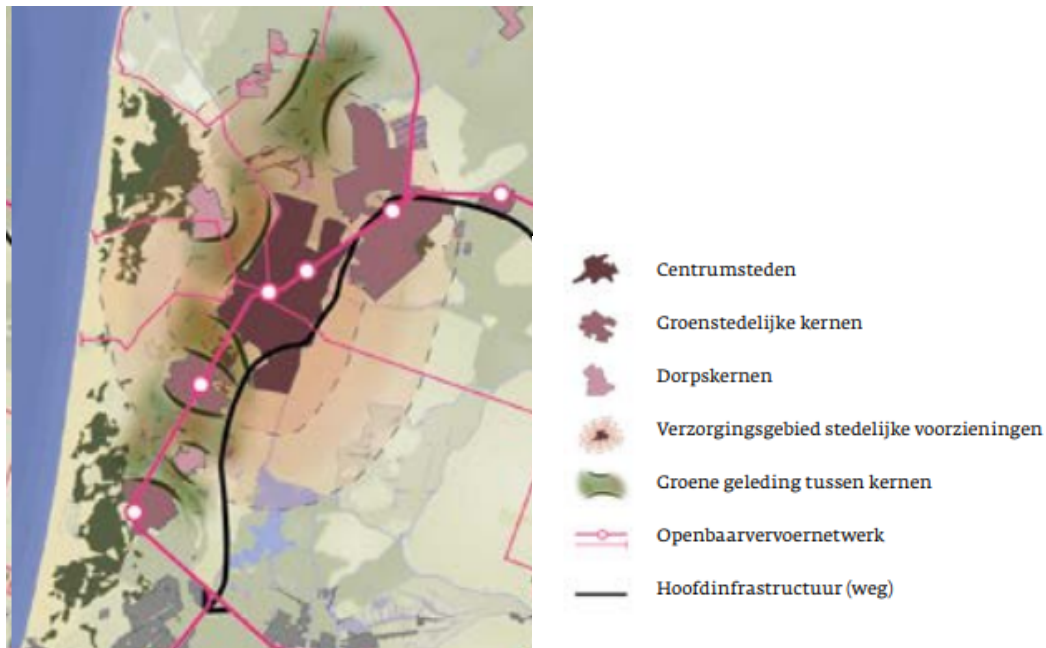 Centrumsteden
Groenstedelijke kernen
Dorpskernen
Verzorgingsgebied stedelijke voorzieningen
Groene geleding tussen kernen
Openbaarvervoernetwerk
Hoofdinfrastructuur (weg)